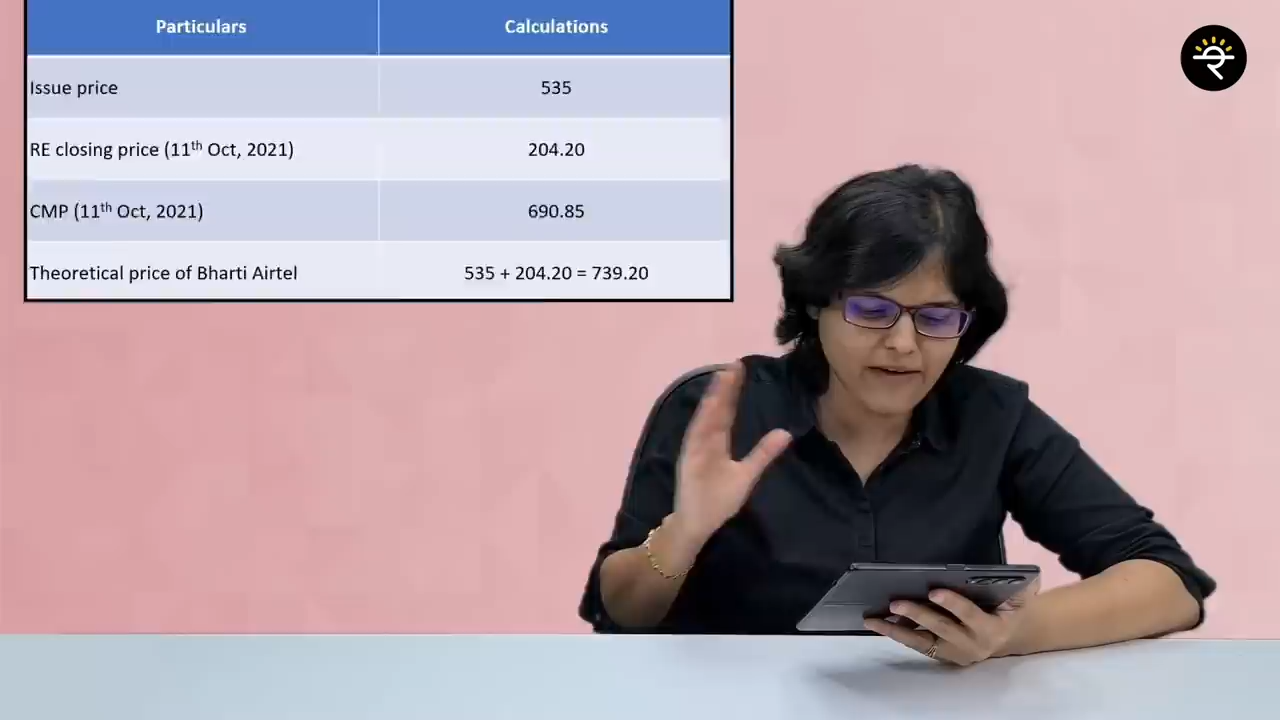 Particulars Calculations
Issue price 535
RE closing price (11th Oct, 2021) 204.20
CMP (11th Oct, 2021) 690.85
Theoretical price of Bharti Airtel 535 + 204.20 = 739.20